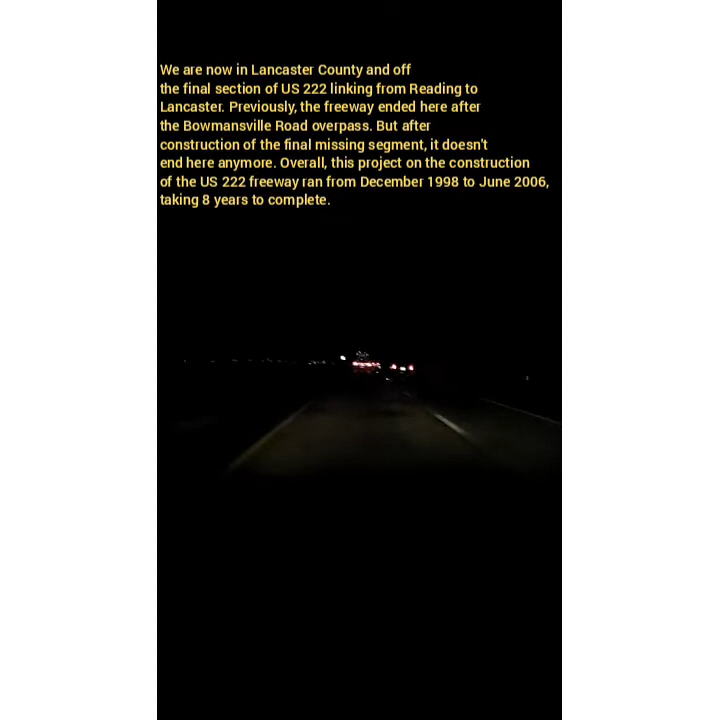 We are now in Lancaster County and off
the final section of US 222 linking from Reading to
Lancaster. Previously, the freeway ended here after
the Bowmansville Road overpass. But after
construction of the final missing segment, it doesn't
end here anymore. Overall, this project on the construction
of the US 222 freeway ran from December 1998 to June 2006,
taking 8 years to complete.